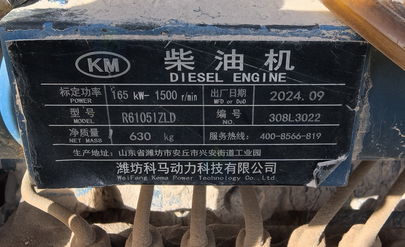 KM 柴油机
DIESEL ENGINE
标定功率 POWER 165 kW- 1500 r/min 出厂日期 MFD or DoD 2024.09
型号 R6105IZLD 编号 NO. 308L3022
净质量 NET MASS 630 kg 服务热线: 400-8566-819
地址: 山东省潍坊市安丘市兴安街道工业园
潍坊科马动力科技有限公司
WeiFang Kema Power Technology Co.,Ltd.